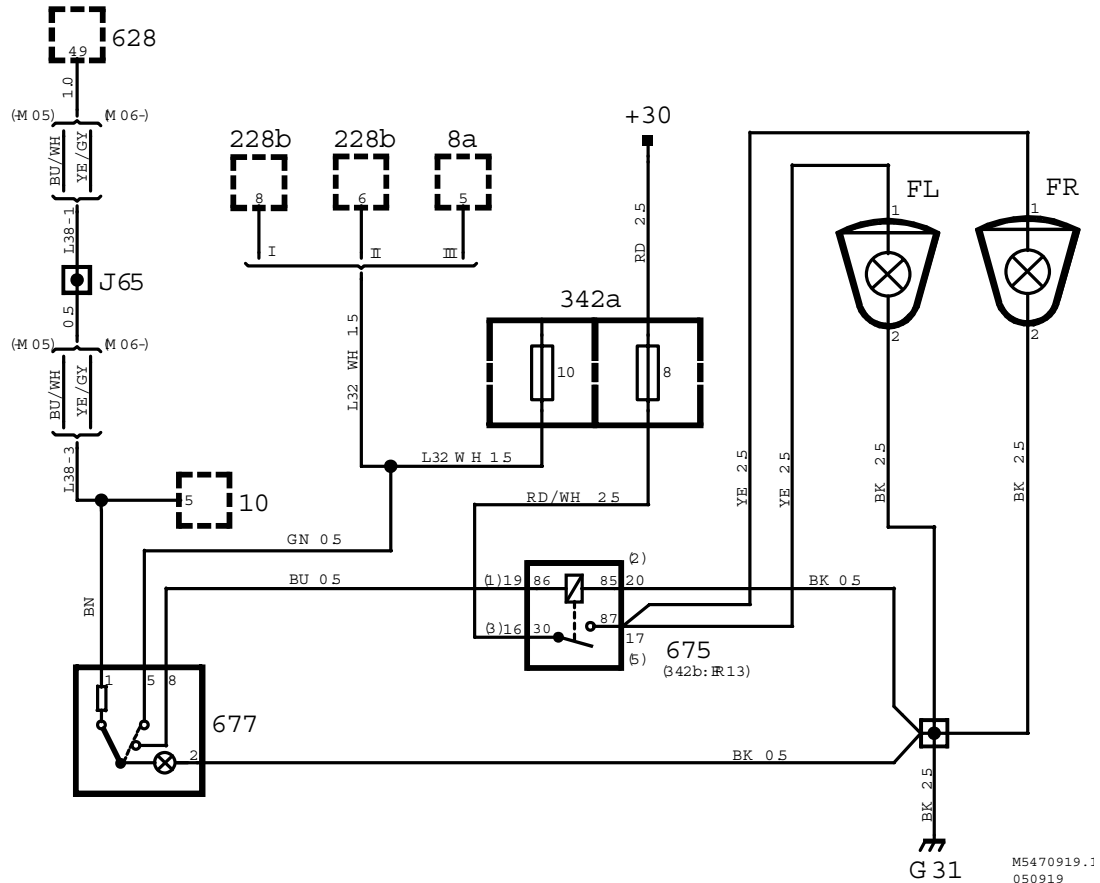 628
49
1.0
(-M05) (M06-)
BU/WH
YE/GY
L38-1
J65
0.5
(-M05) (M06-)
BU/WH
YE/GY
L38-3
5
10
BN
228b
8
I
228b
6
II
8a
5
III
L32 WH 1.5
L32 WH 1.5
GN 0.5
BU 0.5
+30
RD 2.5
342a
10
8
RD/WH 2.5
(2)
(1) 19 86 85 20
(3) 16 30 87
17
(5)
675
(342b:FR13)
BK 0.5
YE 2.5
YE 2.5
FL
1
2
FR
1
2
BK 2.5
BK 2.5
1 5 8
2
677
BK 0.5
BK 2.5
G31
M5470919.1
050919